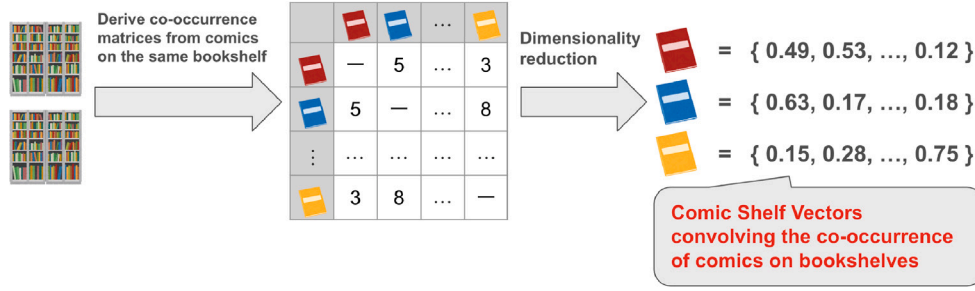 Derive co-occurrence
matrices from comics
on the same bookshelf
…
— 5 … 3
5 — … 8
⋮ … … … …
3 8 … —
Dimensionality
reduction
= { 0.49, 0.53, …, 0.12 }
= { 0.63, 0.17, …, 0.18 }
= { 0.15, 0.28, …, 0.75 }
Comic Shelf Vectors
convolving the co-occurrence
of comics on bookshelves